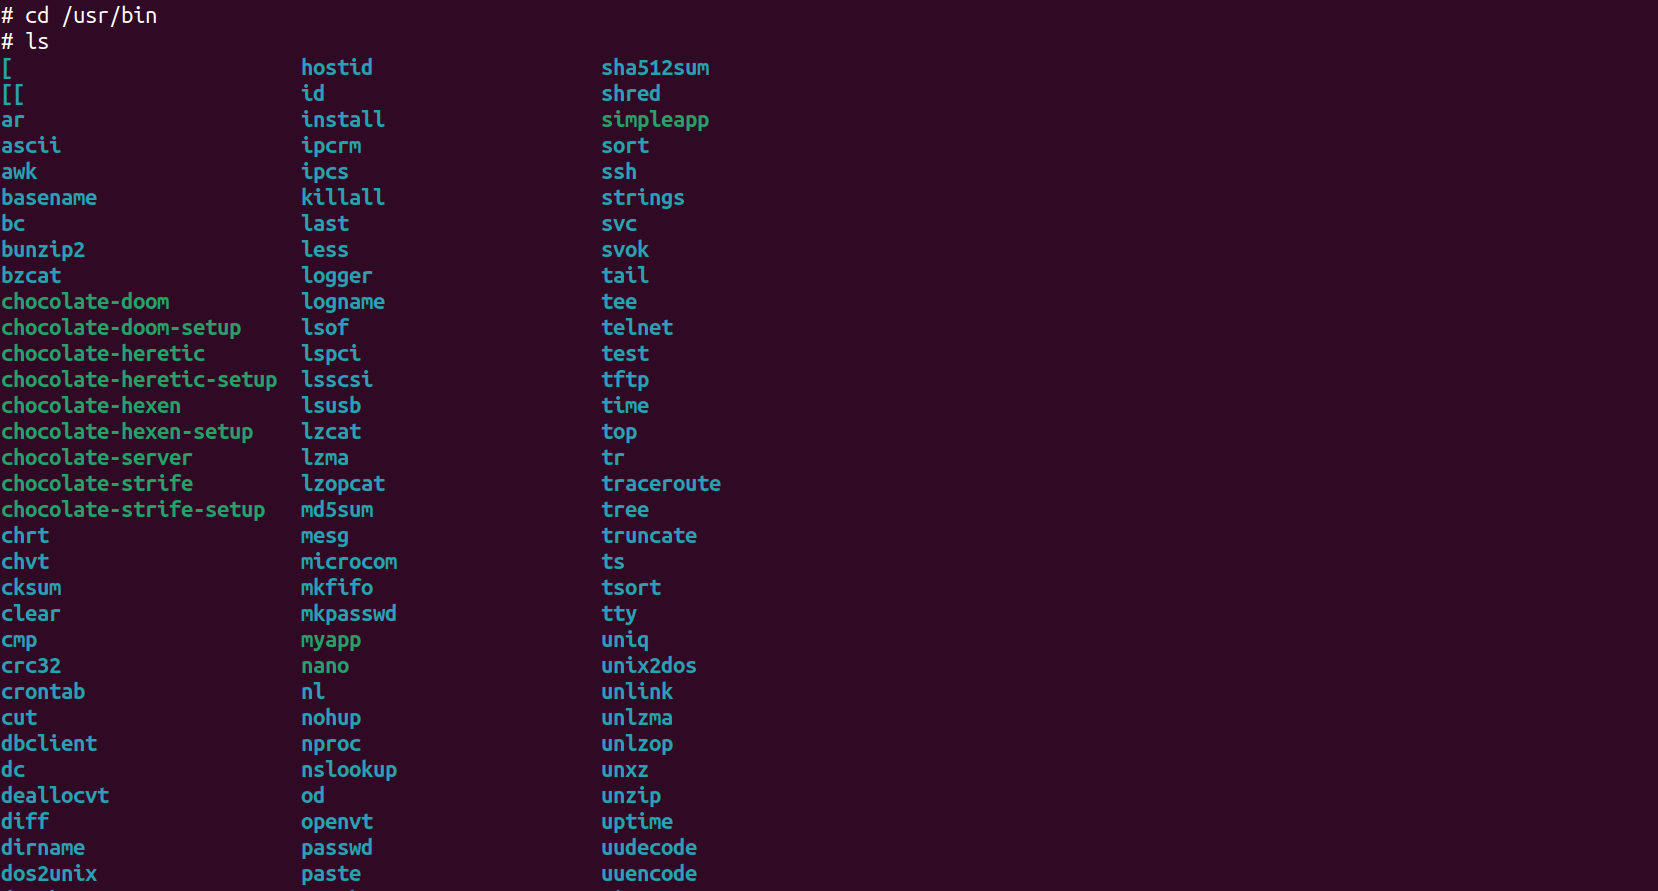 # cd /usr/bin
# ls
[ hostid sha512sum
[[ id shred
ar install simpleapp
ascii ipcrm sort
awk ipcs ssh
basename killall strings
bc last svc
bunzip2 less svok
bzcat logger tail
chocolate-doom logname tee
chocolate-doom-setup lsof telnet
chocolate-heretic lspci test
chocolate-heretic-setup lsscsi tftp
chocolate-hexen lsusb time
chocolate-hexen-setup lzcat top
chocolate-server lzma tr
chocolate-strife lzopcat traceroute
chocolate-strife-setup md5sum tree
chrt mesg truncate
chvt microcom ts
cksum mkfifo tsort
clear mkpasswd tty
cmp myapp uniq
crc32 nano unix2dos
crontab nl unlink
cut nohup unlzma
dbclient nproc unlzop
dc nslookup unxz
deallocvt od unzip
diff openvt uptime
dirname passwd uudecode
dos2unix paste uuencode